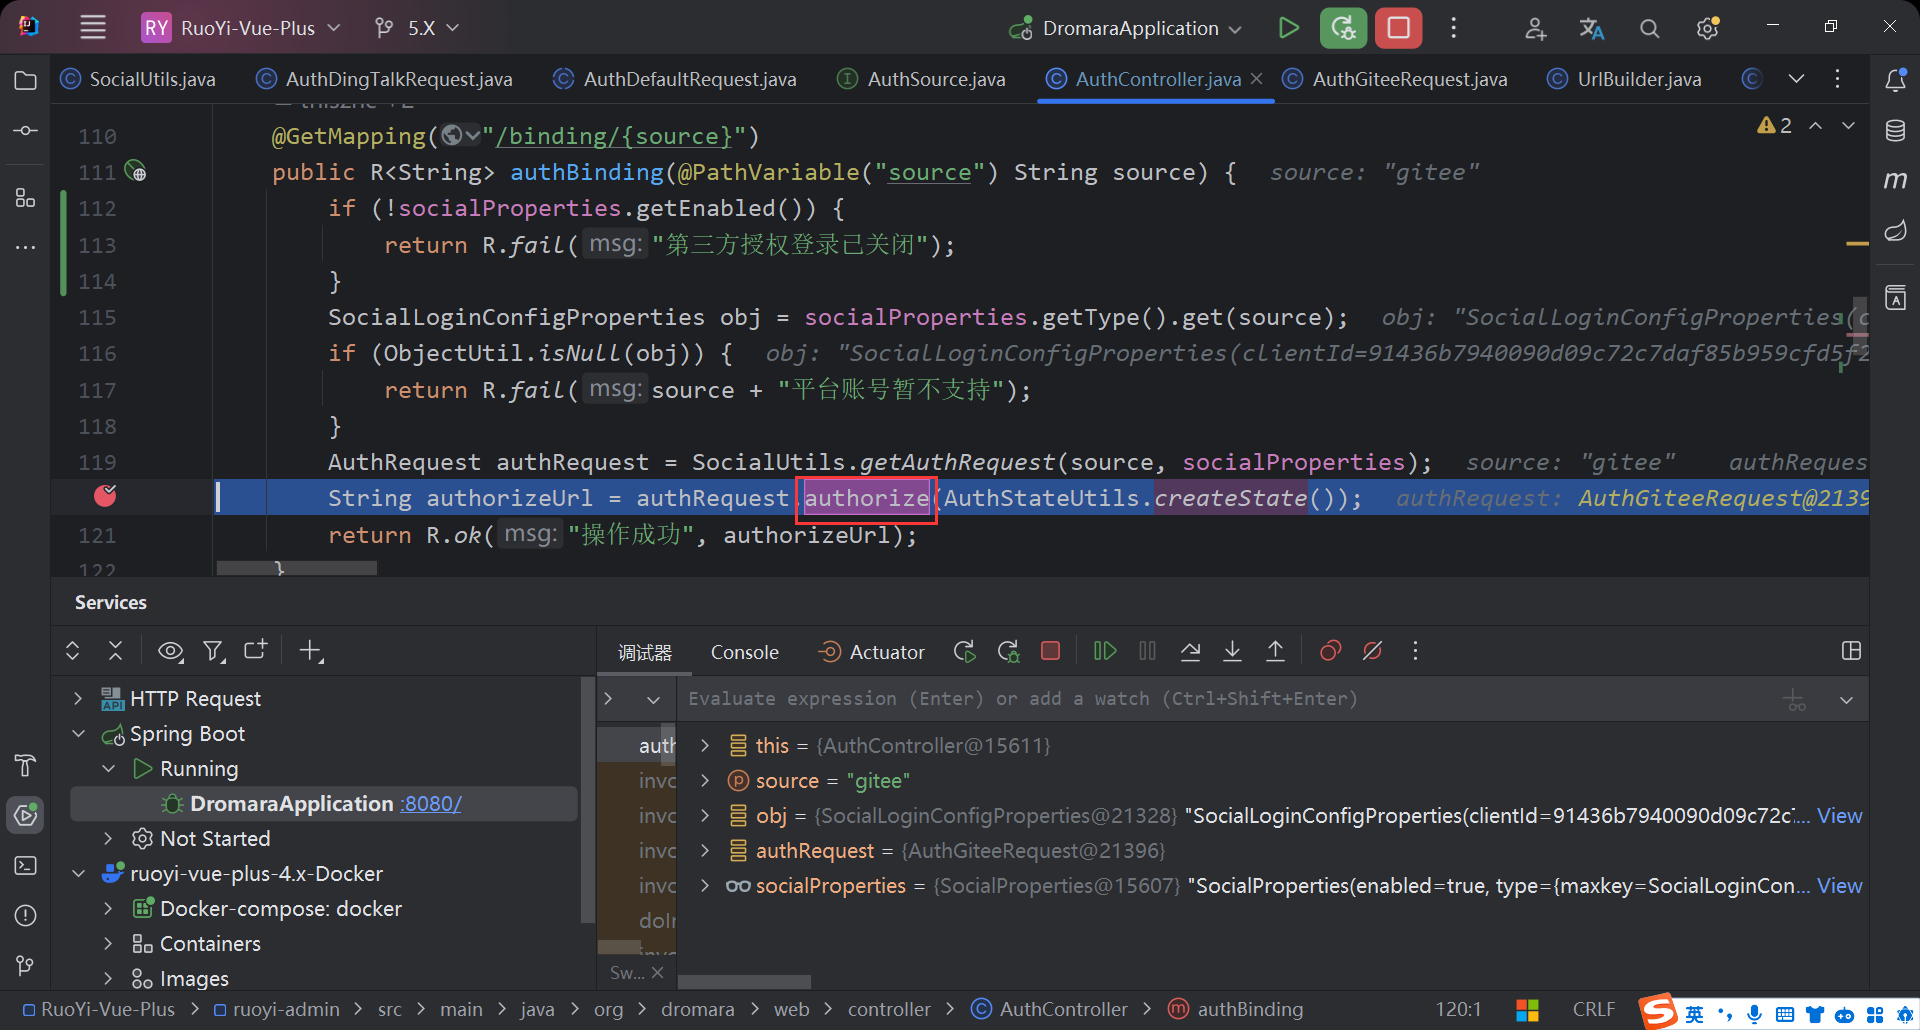 RY RuoYi-Vue-Plus 5.X DromaraApplication
SocialUtils.java AuthDingTalkRequest.java AuthDefaultRequest.java AuthSource.java AuthController.java AuthGiteeRequest.java UrlBuilder.java
2
110 @GetMapping("/binding/{source}")
111 public R<String> authBinding(@PathVariable("source") String source) { source: "gitee"
112 if (!socialProperties.getEnabled()) {
113 return R.fail( msg: "第三方授权登录已关闭");
114 }
115 SocialLoginConfigProperties obj = socialProperties.getType().get(source); obj: "SocialLoginConfigProperties(c
116 if (ObjectUtil.isNull(obj)) { obj: "SocialLoginConfigProperties(clientId=91436b7940090d09c72c7daf85b959cfd5f2
117 return R.fail( msg: source + "平台账号暂不支持");
118 }
119 AuthRequest authRequest = SocialUtils.getAuthRequest(source, socialProperties); source: "gitee" authReques
String authorizeUrl = authRequest.authorize(AuthStateUtils.createState()); authRequest: AuthGiteeRequest@2139
121 return R.ok( msg: "操作成功", authorizeUrl);
122 }
Services
调试器 Console Actuator
Evaluate expression (Enter) or add a watch (Ctrl+Shift+Enter)
HTTP Request
API
Spring Boot
Running
DromaraApplication :8080/
Not Started
ruoyi-vue-plus-4.x-Docker
Docker-compose: docker
Containers
Images
auth
invo
invo
invo
invo
doIn
Sw...
this = {AuthController@15611}
source = "gitee"
obj = {SocialLoginConfigProperties@21328} "SocialLoginConfigProperties(clientId=91436b7940090d09c72c7... View
authRequest = {AuthGiteeRequest@21396}
socialProperties = {SocialProperties@15607} "SocialProperties(enabled=true, type={maxkey=SocialLoginCon... View
RuoYi-Vue-Plus ruoyi-admin src main java org dromara web controller AuthController authBinding 120:1 CRLF
英